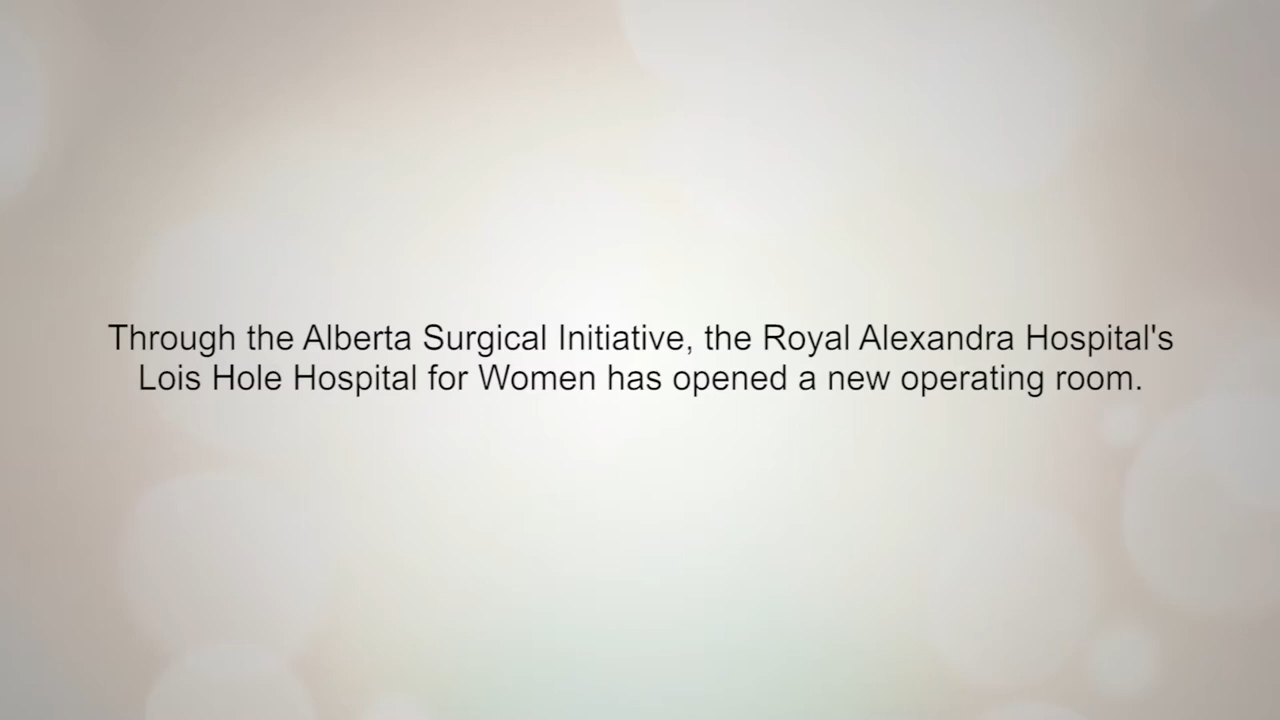 Through the Alberta Surgical Initiative, the Royal Alexandra Hospital's
Lois Hole Hospital for Women has opened a new operating room.